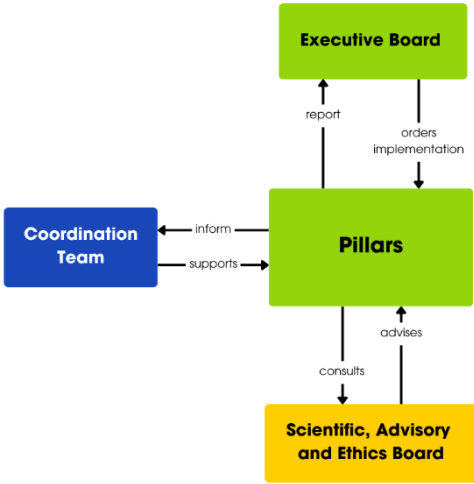 Executive Board
report
orders
implementation
Coordination
Team
inform
supports
Pillars
advises
consults
Scientific, Advisory
and Ethics Board